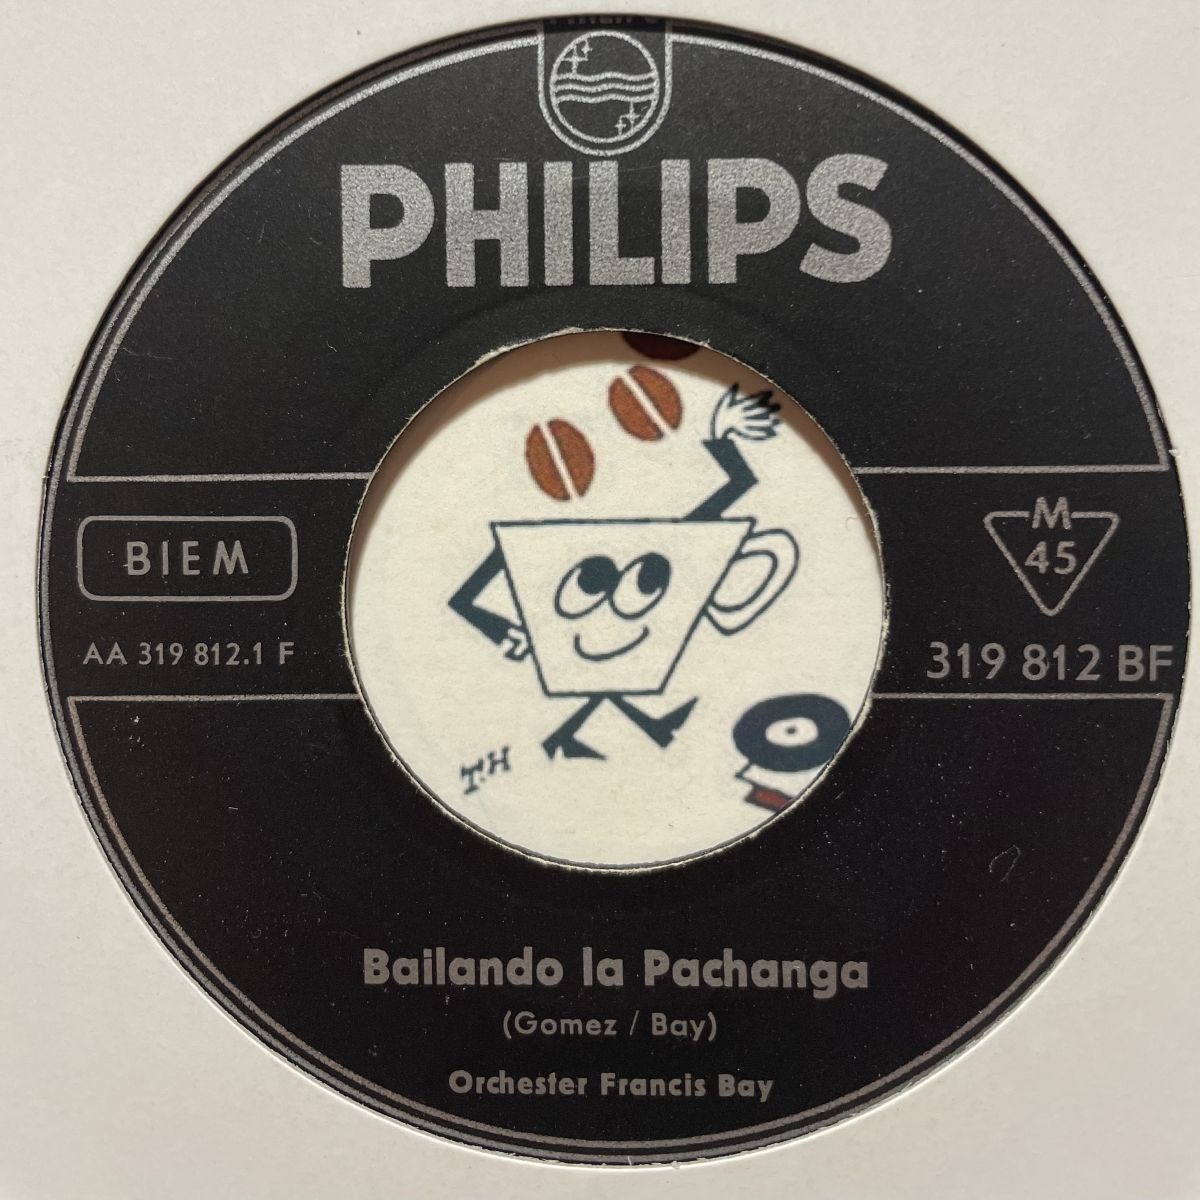 PHILIPS
BIEM
M
45
AA 319 812.1 F
319 812 BF
T.H
Bailando la Pachanga
(Gomez / Bay)
Orchester Francis Bay